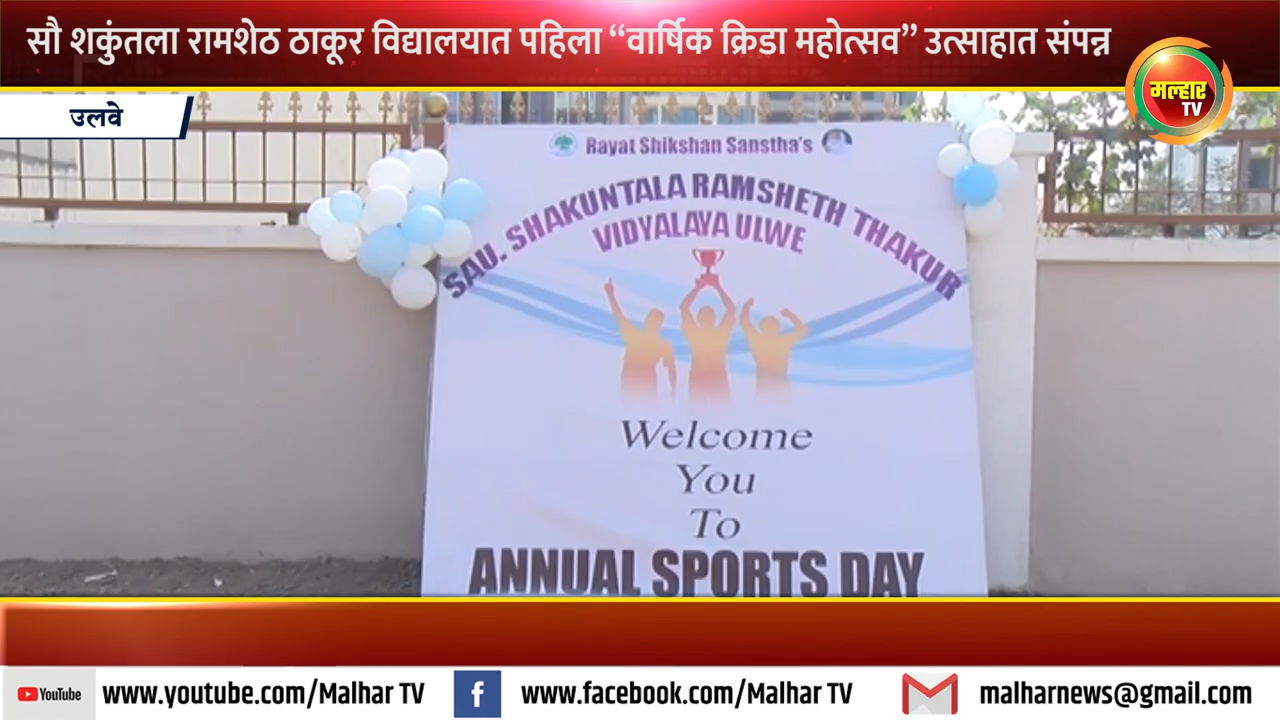 सौ शकुंतला रामशेठ ठाकूर विद्यालयात पहिला “वार्षिक क्रिडा महोत्सव” उत्साहात संपन्न
मल्हार
TV
उलवे
Rayat Shikshan Sanstha's
SAU. SHAKUNTALA RAMSHETH THAKUR
VIDYALAYA ULWE
Welcome
You
To
ANNUAL SPORTS DAY
YouTube www.youtube.com/Malhar TV f www.facebook.com/Malhar TV malharnews@gmail.com